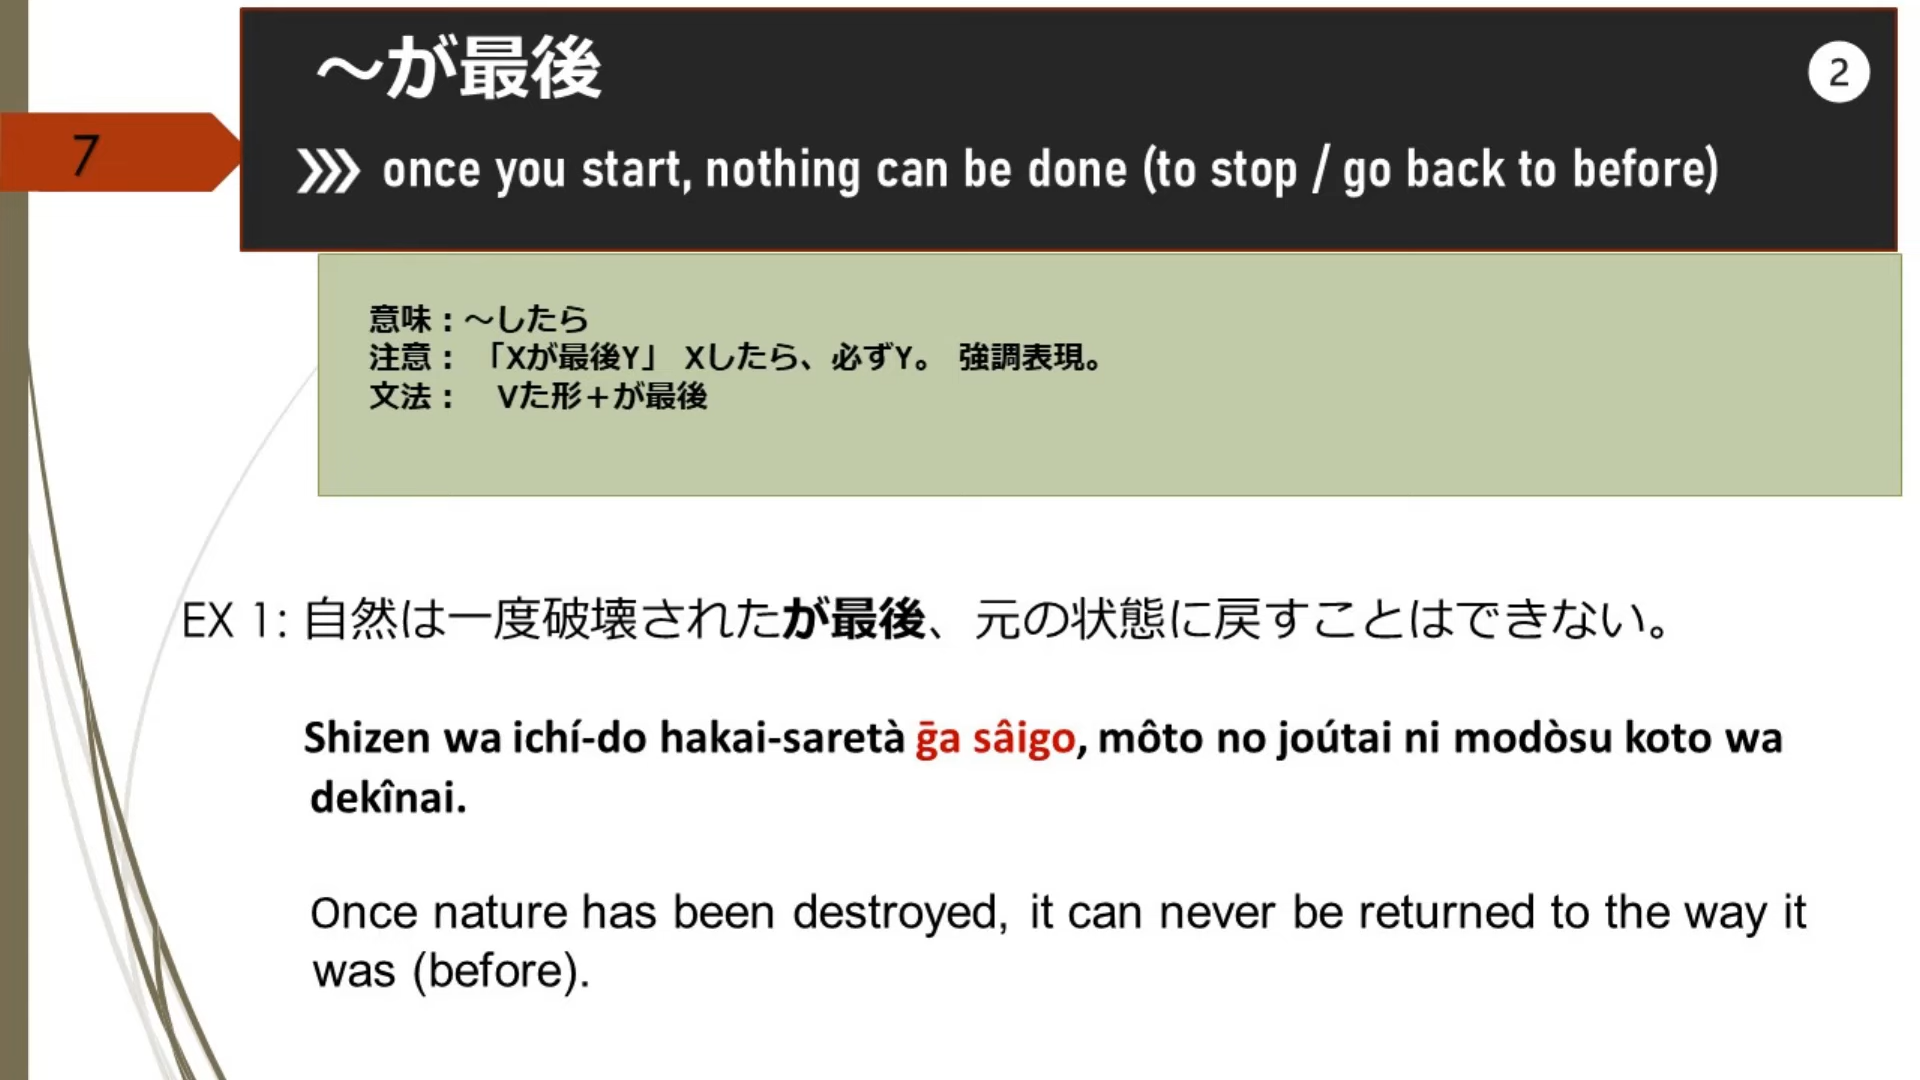 ～が最後
2
7
once you start, nothing can be done (to stop / go back to before)
意味：～したら
注意： 「Xが最後Y」 Xしたら、必ずY。 強調表現。
文法： Vた形＋が最後
EX 1: 自然は一度破壊されたが最後、元の状態に戻すことはできない。
Shizen wa ichí-do hakai-saretà ḡa sâigo, môto no joútai ni modòsu koto wa
dekînai.
Once nature has been destroyed, it can never be returned to the way it
was (before).